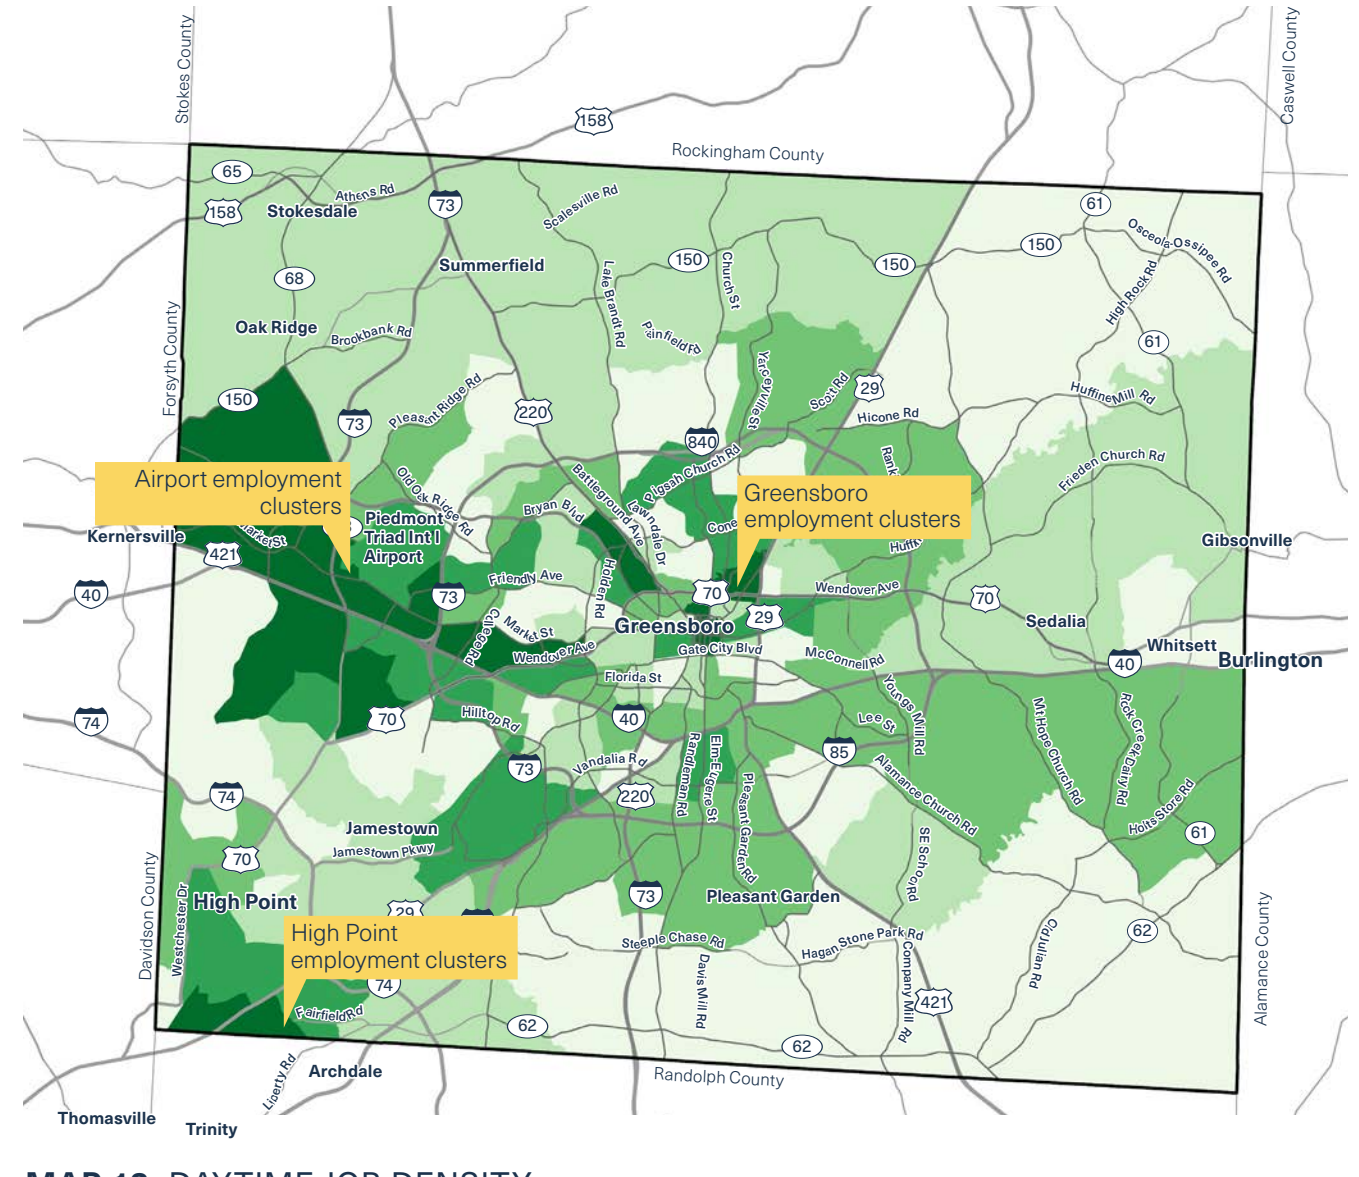 Stokes County
Caswell County
158
Rockingham County
65
Athens Rd
158
Stokesdale
73
Scalesville Rd
61
Osceola-Ossipee Rd
150
150
150
Summerfield
68
Church St
Lake Brandt Rd
High Rock Rd
Forsyth County
Oak Ridge
Brookbank Rd
61
Yanceyville St
150
Pleasant Ridge Rd
Scott Rd
29
Huffine Mill Rd
73
220
Hicone Rd
840
Pisgah Church Rd
Frieden Church Rd
Airport employment
clusters
Greensboro
employment clusters
Old Oak Ridge Rd
Battleground Ave
Bryan Blvd
Lawndale Dr
Cone
Piedmont
Triad Int l
Airport
Market St
Kernersville
421
Gibsonville
40
73
Friendly Ave
Holden Rd
70
Wendover Ave
70
29
Sedalia
Greensboro
College Rd
Market St
Wendover Ave
Gate City Blvd
McConnell Rd
Whitsett
40
Burlington
Florida St
Youngs Mill Rd
74
70
Hilltop Rd
40
Lee St
Mt Hope Church Rd
Rock Creek Dairy Rd
85
73
Vandalia Rd
Randleman Rd
Elm-Eugene St
Alamance Church Rd
74
220
Pleasant Garden Rd
Holts Store Rd
61
Jamestown
Jamestown Pkwy
70
SE School Rd
Davidson County
Westchester Dr
High Point
29
73
Pleasant Garden
Alamance County
High Point
employment clusters
Steeple Chase Rd
Hagan Stone Park Rd
Old Julian Rd
62
74
Davis Mill Rd
Company Mill Rd
421
Fairfield Rd
62
62
Liberty Rd
Archdale
Randolph County
Thomasville
Trinity
DAYTIME JOB DENSITY